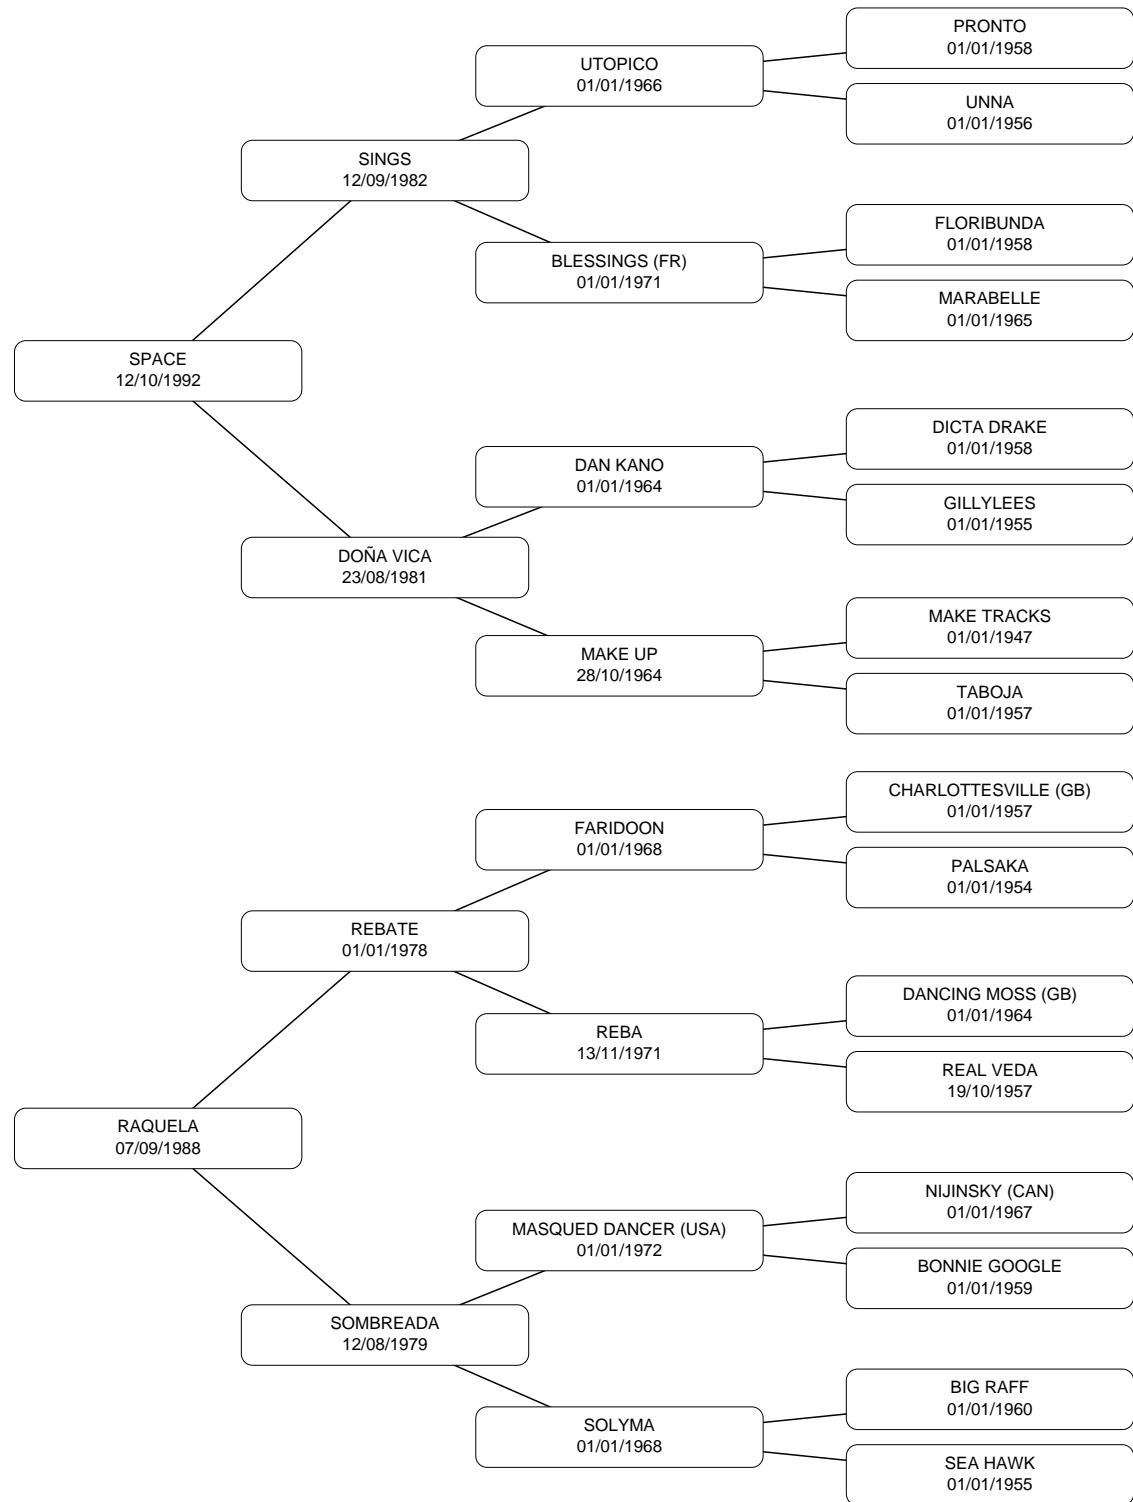 PRONTO
01/01/1958
UTOPICO
01/01/1966
UNNA
01/01/1956
SINGS
12/09/1982
FLORIBUNDA
01/01/1958
BLESSINGS (FR)
01/01/1971
MARABELLE
01/01/1965
SPACE
12/10/1992
DICTA DRAKE
01/01/1958
DAN KANO
01/01/1964
GILLYLEES
01/01/1955
DOÑA VICA
23/08/1981
MAKE TRACKS
01/01/1947
MAKE UP
28/10/1964
TABOJA
01/01/1957
CHARLOTTESVILLE (GB)
01/01/1957
FARIDOON
01/01/1968
PALSAKA
01/01/1954
REBATE
01/01/1978
DANCING MOSS (GB)
01/01/1964
REBA
13/11/1971
REAL VEDA
19/10/1957
RAQUELA
07/09/1988
NIJINSKY (CAN)
01/01/1967
MASQUED DANCER (USA)
01/01/1972
BONNIE GOOGLE
01/01/1959
SOMBREADA
12/08/1979
BIG RAFF
01/01/1960
SOLYMA
01/01/1968
SEA HAWK
01/01/1955